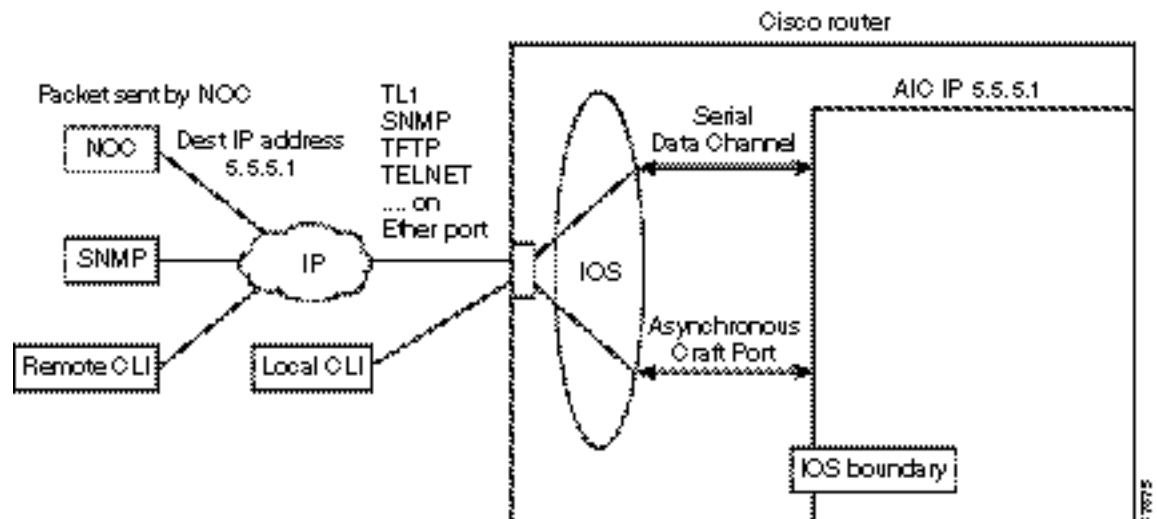 Cisco router
Packet sent by NOC
NOC
Dest IP address
5.5.5.1
TL1
SNMP
TFTP
TELNET
.... on
Ether port
AIC IP 5.5.5.1
Serial
Data Channel
SNMP
IP
IOS
Asynchronous
Craft Port
Remote CLI
Local CLI
IOS boundary